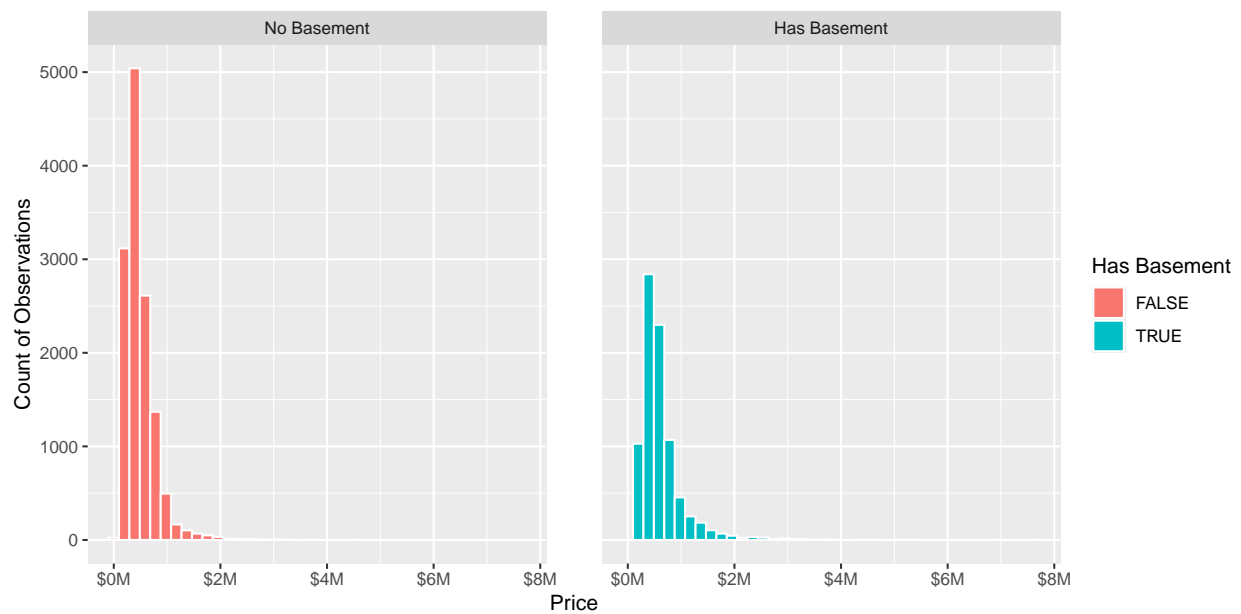 No Basement
Has Basement
5000
4000
3000
2000
1000
0
Count of Observations
$0M
$2M
$4M
$6M
$8M
$0M
$2M
$4M
$6M
$8M
Price
Has Basement
FALSE
TRUE